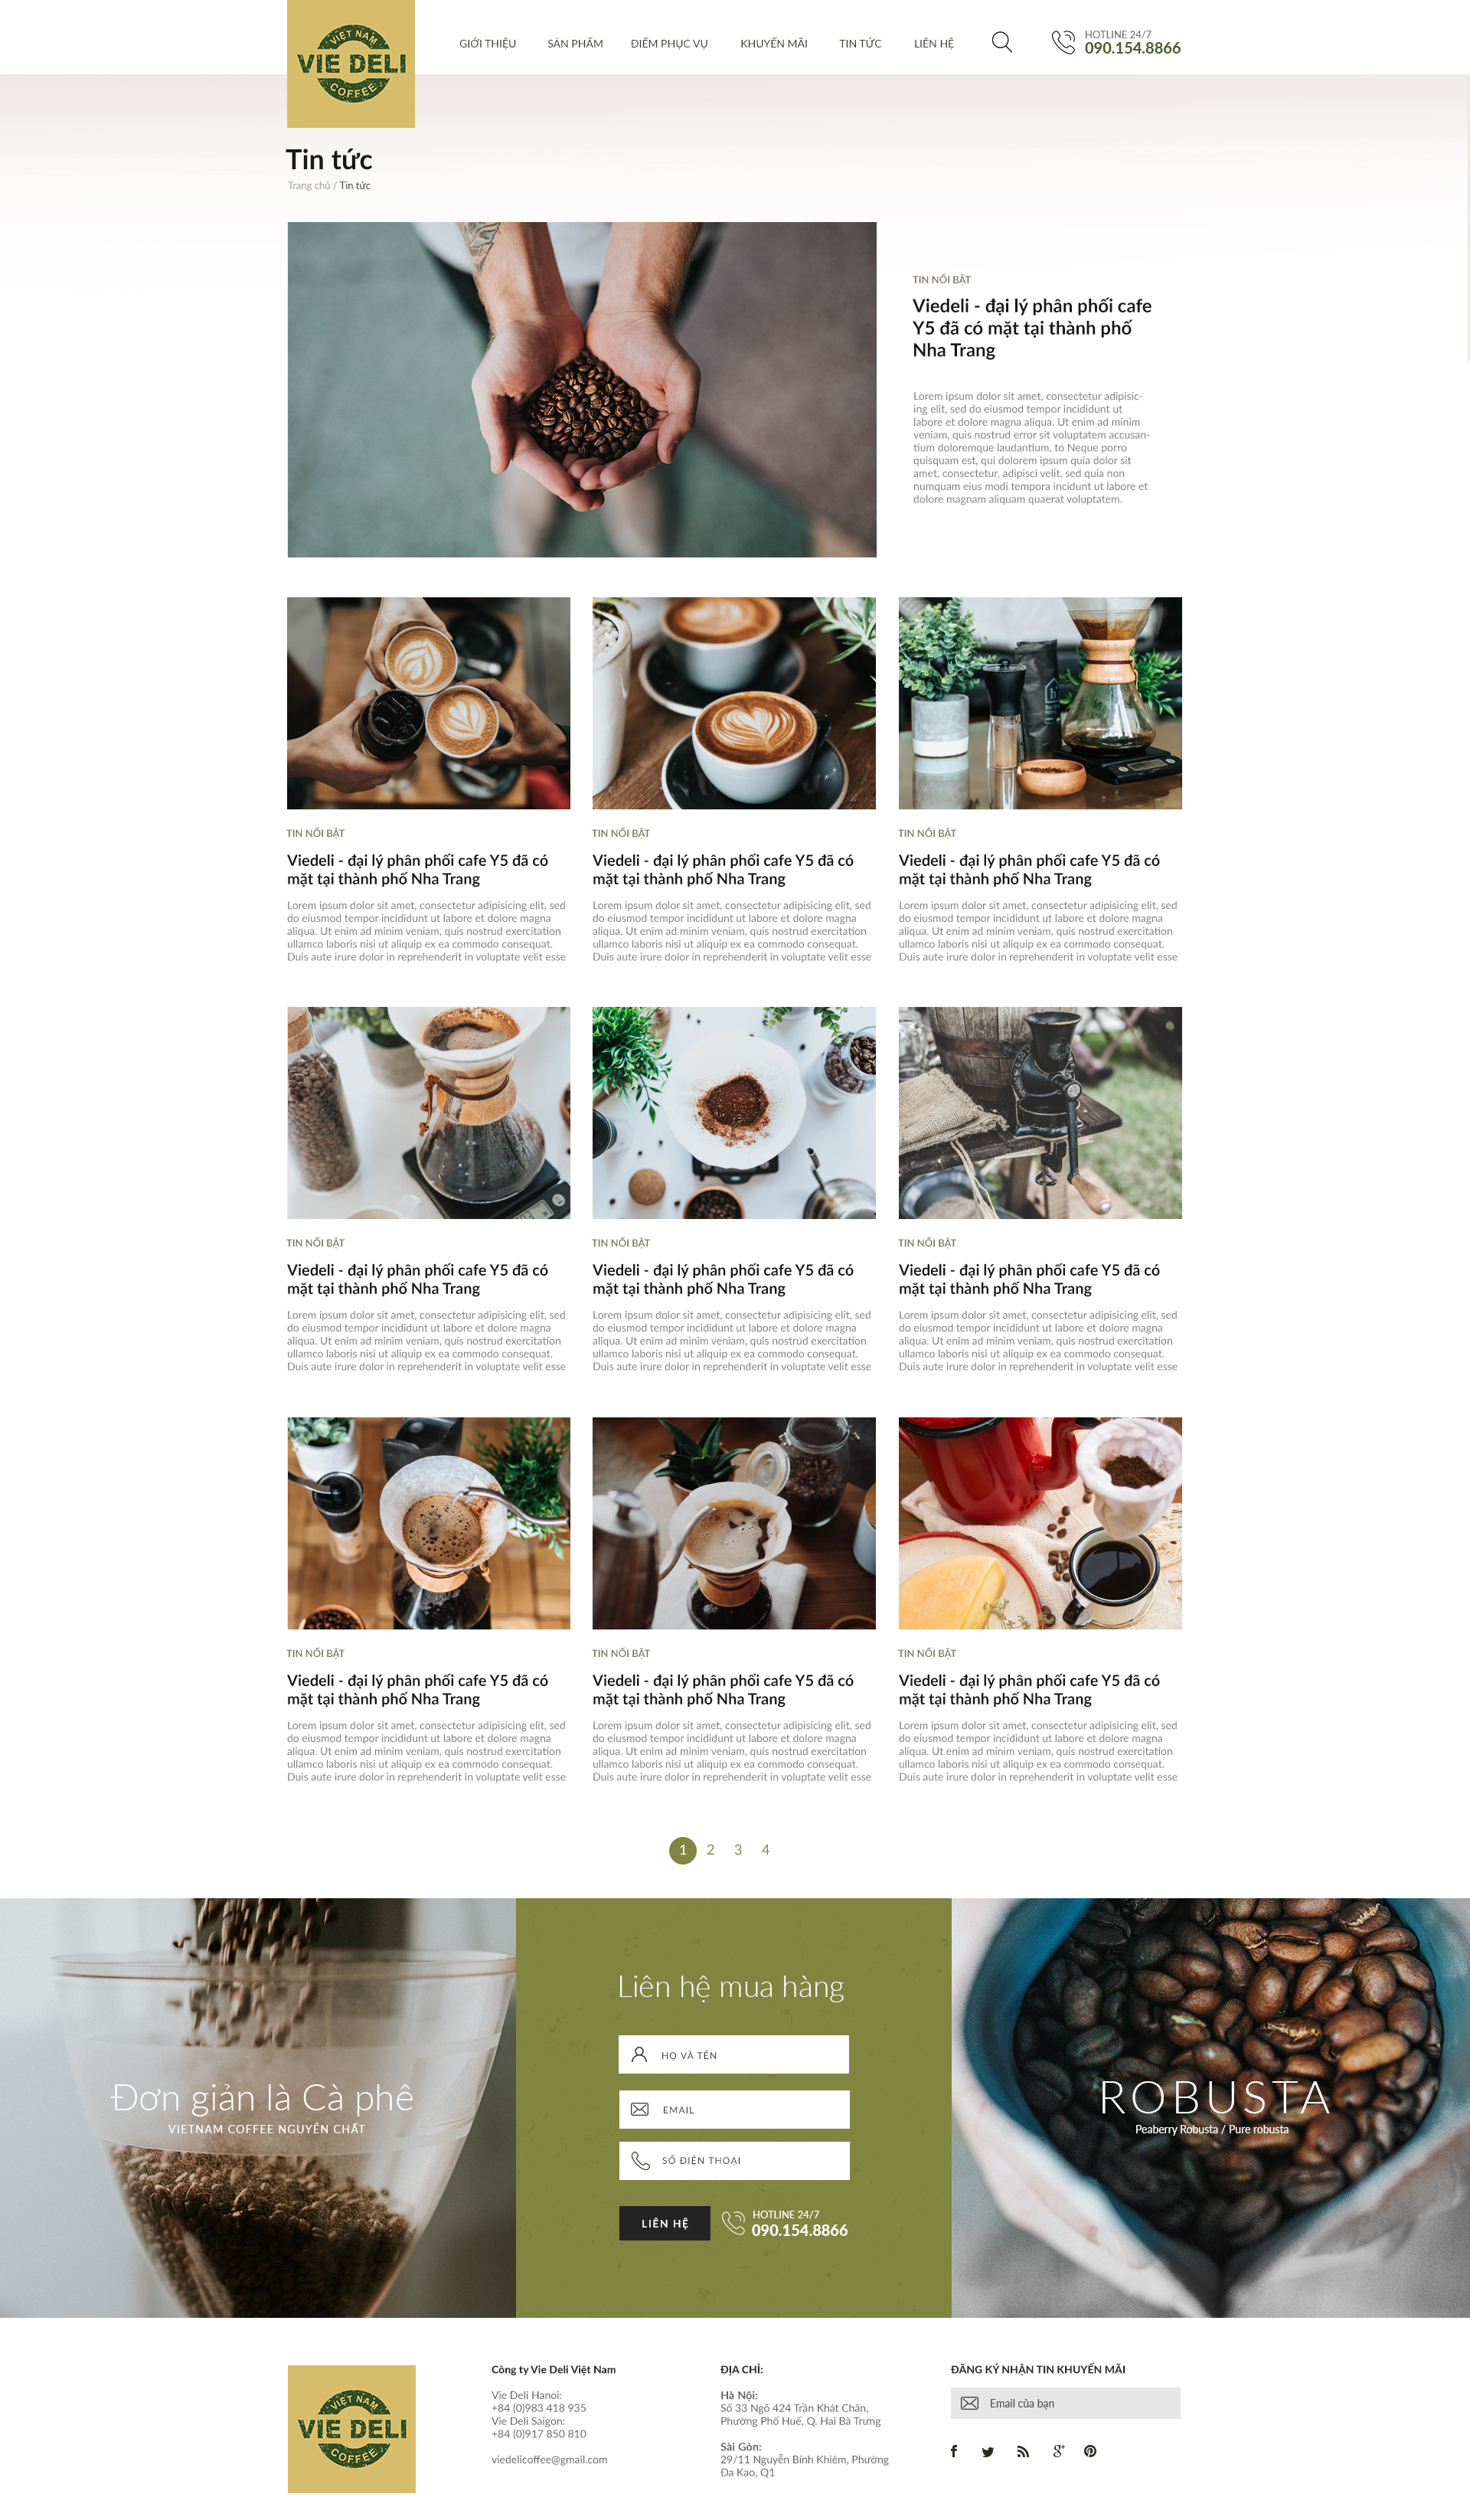 VIỆT NAM
VIE DELI
COFFEE
GIỚI THIỆU
SẢN PHẨM
ĐIỂM PHỤC VỤ
KHUYẾN MÃI
TIN TỨC
LIÊN HỆ
HOTLINE 24/7
090.154.8866
Tin tức
Trang chủ / Tin tức
TIN NỔI BẬT
Viedeli - đại lý phân phối cafe
Y5 đã có mặt tại thành phố
Nha Trang
Lorem ipsum dolor sit amet, consectetur adipisic-
ing elit, sed do eiusmod tempor incididunt ut
labore et dolore magna aliqua. Ut enim ad minim
veniam, quis nostrud error sit voluptatem accusan-
tium doloremque laudantium, to Neque porro
quisquam est, qui dolorem ipsum quia dolor sit
amet, consectetur, adipisci velit, sed quia non
numquam eius modi tempora incidunt ut labore et
dolore magnam aliquam quaerat voluptatem.
TIN NỔI BẬT
Viedeli - đại lý phân phối cafe Y5 đã có
mặt tại thành phố Nha Trang
Lorem ipsum dolor sit amet, consectetur adipisicing elit, sed
do eiusmod tempor incididunt ut labore et dolore magna
aliqua. Ut enim ad minim veniam, quis nostrud exercitation
ullamco laboris nisi ut aliquip ex ea commodo consequat.
Duis aute irure dolor in reprehenderit in voluptate velit esse
TIN NỔI BẬT
Viedeli - đại lý phân phối cafe Y5 đã có
mặt tại thành phố Nha Trang
Lorem ipsum dolor sit amet, consectetur adipisicing elit, sed
do eiusmod tempor incididunt ut labore et dolore magna
aliqua. Ut enim ad minim veniam, quis nostrud exercitation
ullamco laboris nisi ut aliquip ex ea commodo consequat.
Duis aute irure dolor in reprehenderit in voluptate velit esse
TIN NỔI BẬT
Viedeli - đại lý phân phối cafe Y5 đã có
mặt tại thành phố Nha Trang
Lorem ipsum dolor sit amet, consectetur adipisicing elit, sed
do eiusmod tempor incididunt ut labore et dolore magna
aliqua. Ut enim ad minim veniam, quis nostrud exercitation
ullamco laboris nisi ut aliquip ex ea commodo consequat.
Duis aute irure dolor in reprehenderit in voluptate velit esse
TIN NỔI BẬT
Viedeli - đại lý phân phối cafe Y5 đã có
mặt tại thành phố Nha Trang
Lorem ipsum dolor sit amet, consectetur adipisicing elit, sed
do eiusmod tempor incididunt ut labore et dolore magna
aliqua. Ut enim ad minim veniam, quis nostrud exercitation
ullamco laboris nisi ut aliquip ex ea commodo consequat.
Duis aute irure dolor in reprehenderit in voluptate velit esse
TIN NỔI BẬT
Viedeli - đại lý phân phối cafe Y5 đã có
mặt tại thành phố Nha Trang
Lorem ipsum dolor sit amet, consectetur adipisicing elit, sed
do eiusmod tempor incididunt ut labore et dolore magna
aliqua. Ut enim ad minim veniam, quis nostrud exercitation
ullamco laboris nisi ut aliquip ex ea commodo consequat.
Duis aute irure dolor in reprehenderit in voluptate velit esse
TIN NỔI BẬT
Viedeli - đại lý phân phối cafe Y5 đã có
mặt tại thành phố Nha Trang
Lorem ipsum dolor sit amet, consectetur adipisicing elit, sed
do eiusmod tempor incididunt ut labore et dolore magna
aliqua. Ut enim ad minim veniam, quis nostrud exercitation
ullamco laboris nisi ut aliquip ex ea commodo consequat.
Duis aute irure dolor in reprehenderit in voluptate velit esse
TIN NỔI BẬT
Viedeli - đại lý phân phối cafe Y5 đã có
mặt tại thành phố Nha Trang
Lorem ipsum dolor sit amet, consectetur adipisicing elit, sed
do eiusmod tempor incididunt ut labore et dolore magna
aliqua. Ut enim ad minim veniam, quis nostrud exercitation
ullamco laboris nisi ut aliquip ex ea commodo consequat.
Duis aute irure dolor in reprehenderit in voluptate velit esse
TIN NỔI BẬT
Viedeli - đại lý phân phối cafe Y5 đã có
mặt tại thành phố Nha Trang
Lorem ipsum dolor sit amet, consectetur adipisicing elit, sed
do eiusmod tempor incididunt ut labore et dolore magna
aliqua. Ut enim ad minim veniam, quis nostrud exercitation
ullamco laboris nisi ut aliquip ex ea commodo consequat.
Duis aute irure dolor in reprehenderit in voluptate velit esse
TIN NỔI BẬT
Viedeli - đại lý phân phối cafe Y5 đã có
mặt tại thành phố Nha Trang
Lorem ipsum dolor sit amet, consectetur adipisicing elit, sed
do eiusmod tempor incididunt ut labore et dolore magna
aliqua. Ut enim ad minim veniam, quis nostrud exercitation
ullamco laboris nisi ut aliquip ex ea commodo consequat.
Duis aute irure dolor in reprehenderit in voluptate velit esse
1 2 3 4
Đơn giản là Cà phê
VIETNAM COFFEE NGUYÊN CHẤT
Liên hệ mua hàng
HỌ VÀ TÊN
EMAIL
SỐ ĐIỆN THOẠI
LIÊN HỆ
HOTLINE 24/7
090.154.8866
ROBUSTA
Peaberry Robusta / Pure robusta
VIỆT NAM
VIE DELI
COFFEE
Công ty Vie Deli Việt Nam
Vie Deli Hanoi:
+84 (0)983 418 935
Vie Deli Saigon:
+84 (0)917 850 810
viedelicoffee@gmail.com
ĐỊA CHỈ:
Hà Nội:
Số 33 Ngõ 424 Trần Khát Chân,
Phường Phố Huế, Q. Hai Bà Trưng
Sài Gòn:
29/11 Nguyễn Bỉnh Khiêm, Phường
Đa Kao, Q1
ĐĂNG KÝ NHẬN TIN KHUYẾN MÃI
Email của bạn